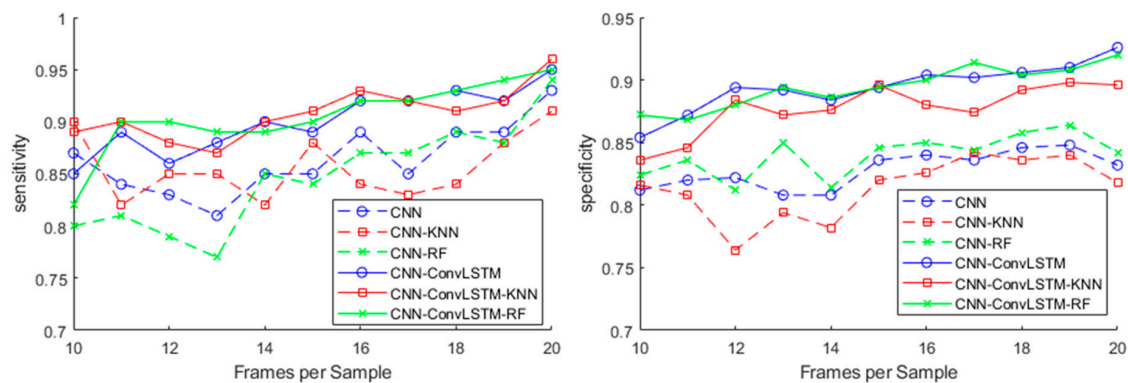 1
0.95
0.9
0.85
0.8
0.75
0.7
sensitivity
10 12 14 16 18 20
Frames per Sample
CNN
CNN-KNN
CNN-RF
CNN-ConvLSTM
CNN-ConvLSTM-KNN
CNN-ConvLSTM-RF
0.95
0.9
0.85
0.8
0.75
0.7
specificity
10 12 14 16 18 20
Frames per Sample
CNN
CNN-KNN
CNN-RF
CNN-ConvLSTM
CNN-ConvLSTM-KNN
CNN-ConvLSTM-RF